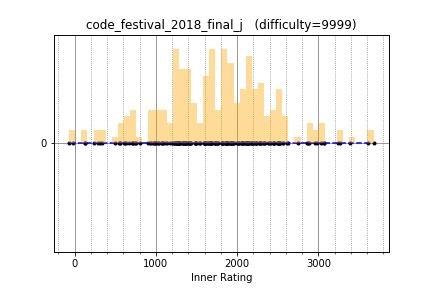 code_festival_2018_final_j (difficulty=9999)
0
0 1000 2000 3000
Inner Rating